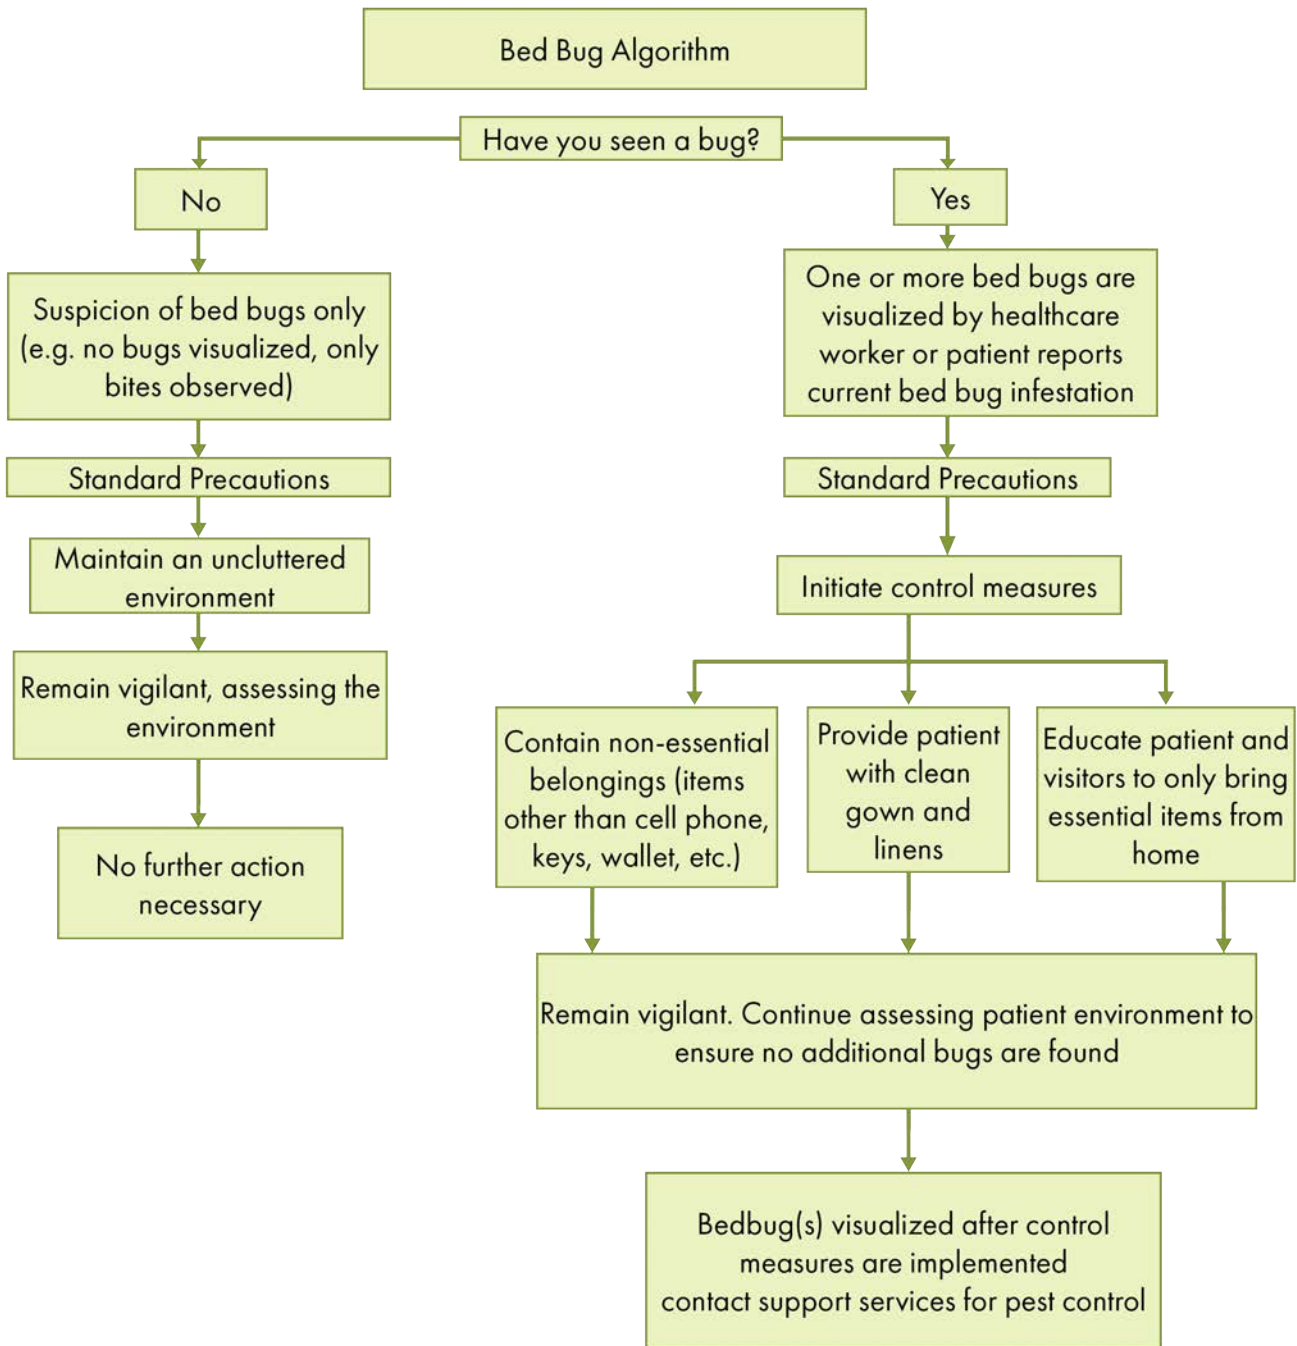 Bed Bug Algorithm
Have you seen a bug?
No
Suspicion of bed bugs only
(e.g. no bugs visualized, only
bites observed)
Standard Precautions
Maintain an uncluttered
environment
Remain vigilant, assessing the
environment
No further action
necessary
Yes
One or more bed bugs are
visualized by healthcare
worker or patient reports
current bed bug infestation
Standard Precautions
Initiate control measures
Contain non-essential
belongings (items
other than cell phone,
keys, wallet, etc.)
Provide patient
with clean
gown and
linens
Educate patient and
visitors to only bring
essential items from
home
Remain vigilant. Continue assessing patient environment to
ensure no additional bugs are found
Bedbug(s) visualized after control
measures are implemented
contact support services for pest control